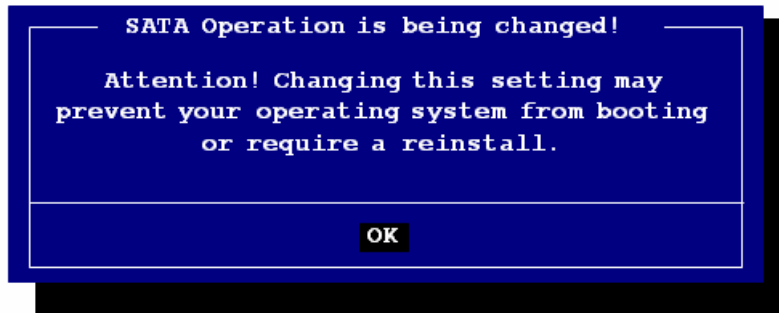 SATA Operation is being changed!
Attention! Changing this setting may
prevent your operating system from booting
or require a reinstall.
OK